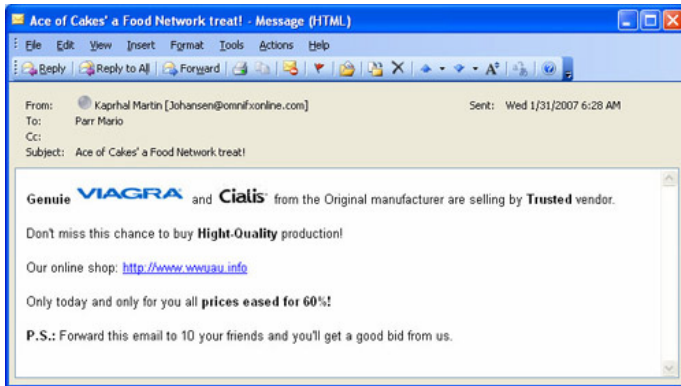 Ace of Cakes' a Food Network treat! - Message (HTML)
File Edit View Insert Format Tools Actions Help
Reply Reply to All Forward
From: Kaprhal Martin [Johansen@omnifxonline.com] Sent: Wed 1/31/2007 6:28 AM
To: Parr Mario
Cc:
Subject: Ace of Cakes' a Food Network treat!
Genuie VIAGRA and Cialis from the Original manufacturer are selling by Trusted vendor.
Don't miss this chance to buy Hight-Quality production!
Our online shop: http://www.wwuau.info
Only today and only for you all prices eased for 60%!
P.S.: Forward this email to 10 your friends and you'll get a good bid from us.